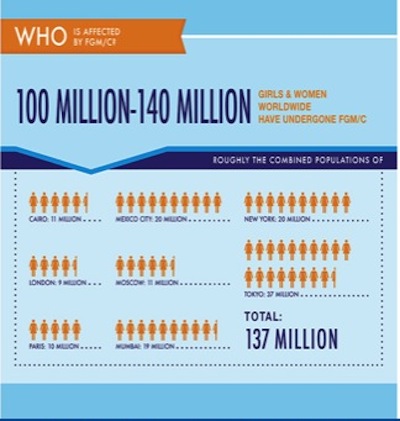 WHO IS AFFECTED
BY FGM/C?
100 MILLION-140 MILLION
GIRLS & WOMEN
WORLDWIDE
HAVE UNDERGONE FGM/C
ROUGHLY THE COMBINED POPULATIONS OF
CAIRO: 11 MILLION
MEXICO CITY: 20 MILLION
NEW YORK: 20 MILLION
LONDON: 9 MILLION
MOSCOW: 11 MILLION
TOKYO: 37 MILLION
PARIS: 10 MILLION
MUMBAI: 19 MILLION
TOTAL:
137 MILLION